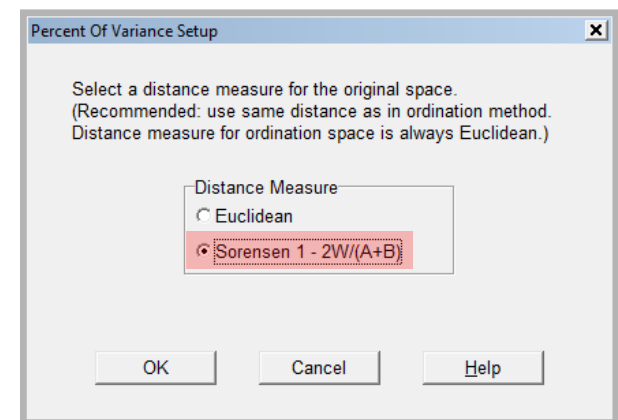 Percent Of Variance Setup
Select a distance measure for the original space.
(Recommended: use same distance as in ordination method.
Distance measure for ordination space is always Euclidean.)
Distance Measure
Euclidean
Sorensen 1 - 2W/(A+B)
OK Cancel Help